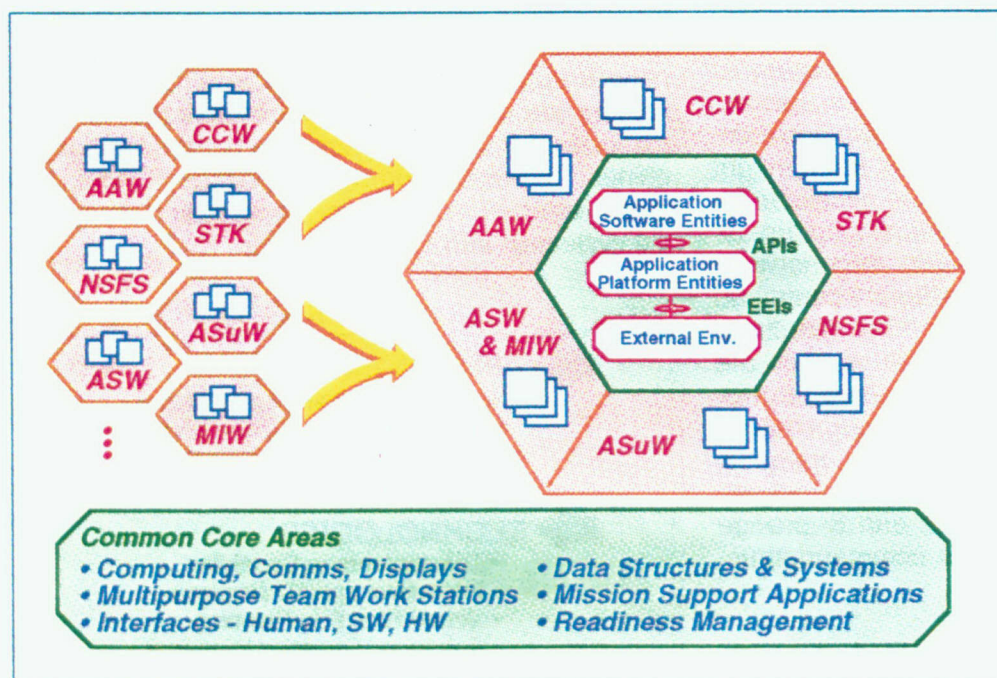 CCW
AAW
STK
NSFS
ASuW
ASW
MIW
CCW
AAW
STK
Application
Software Entities
APIs
Application
Platform Entities
EEIs
External Env.
ASW
& MIW
NSFS
ASuW
Common Core Areas
• Computing, Comms, Displays
• Multipurpose Team Work Stations
• Interfaces - Human, SW, HW
• Data Structures & Systems
• Mission Support Applications
• Readiness Management